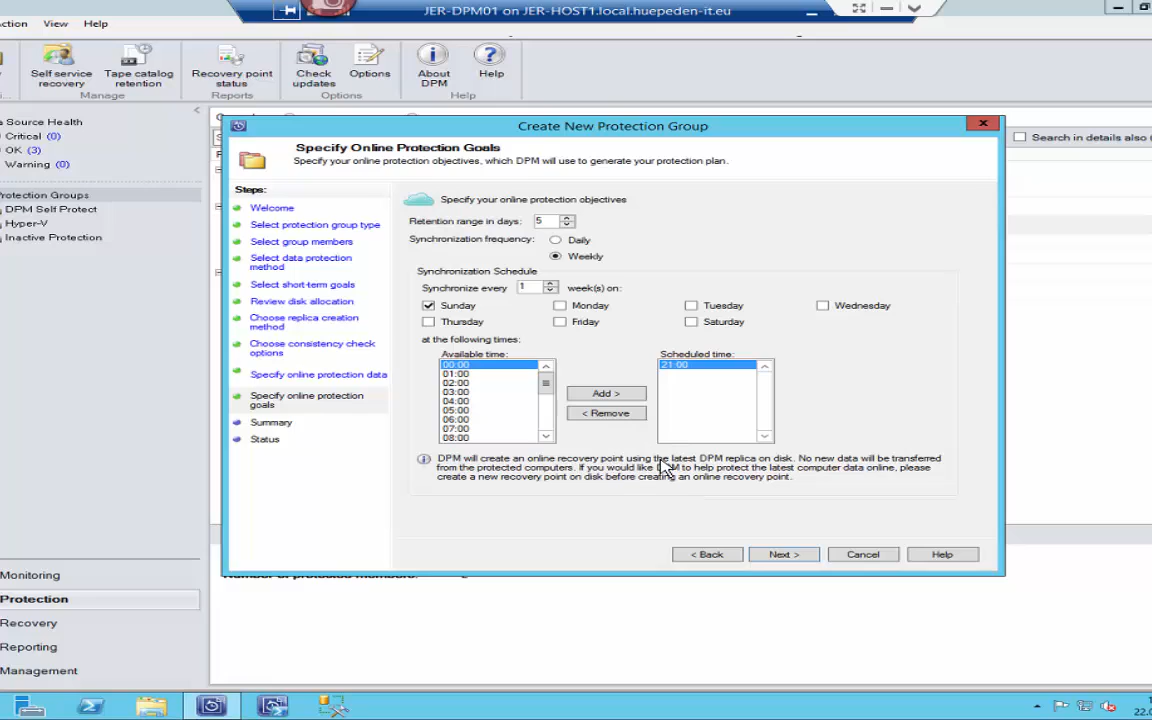 JER-DPM01 on JER-HOST1.local.huepeden-it.eu
ction View Help
Self service recovery
Tape catalog retention
Manage
Recovery point status
Reports
Check updates
Options
Options
About DPM
Help
Help
Source Health
Critical (0)
OK (3)
Warning (0)
rotection Groups
DPM Self Protect
Hyper-V
Inactive Protection
Monitoring
Protection
Recovery
Reporting
Management
Search in details also
Create New Protection Group
Specify Online Protection Goals
Specify your online protection objectives, which DPM will use to generate your protection plan.
Steps:
Welcome
Select protection group type
Select group members
Select data protection
method
Select short-term goals
Review disk allocation
Choose replica creation
method
Choose consistency check
options
Specify online protection data
Specify online protection
goals
Summary
Status
Specify your online protection objectives
Retention range in days: 5
Synchronization frequency: Daily
Weekly
Synchronization Schedule
Synchronize every 1 week(s) on:
Sunday Monday Tuesday Wednesday
Thursday Friday Saturday
at the following times:
Available time: Scheduled time:
00:00 21:00
01:00
02:00
03:00
04:00
05:00
06:00
07:00
08:00
Add >
< Remove
DPM will create an online recovery point using the latest DPM replica on disk. No new data will be transferred
from the protected computers. If you would like DPM to help protect the latest computer data online, please
create a new recovery point on disk before creating an online recovery point.
< Back Next > Cancel Help
22.0